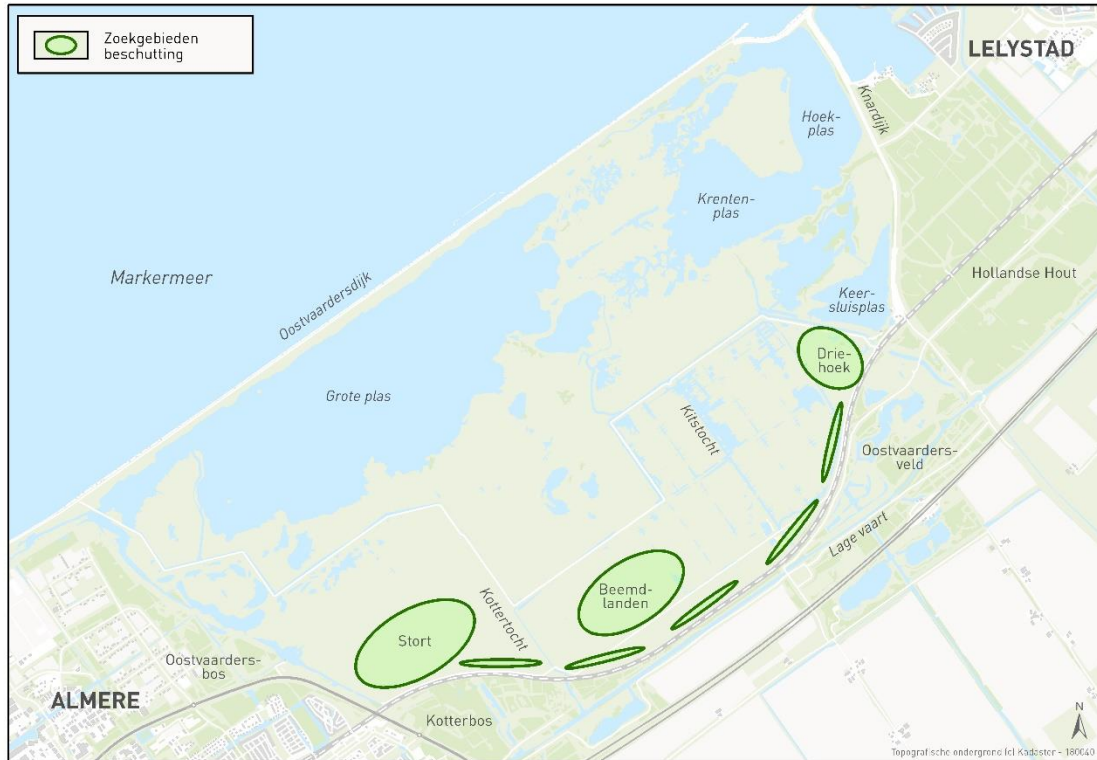 Zoekgebieden
beschutting
LELYSTAD
Knardijk
Hoek-
plas
Krenten-
plas
Hollandse Hout
Markermeer
Oostvaardersdijk
Keer-
sluisplas
Drie-
hoek
Grote plas
Kitstocht
Oostvaarders-
veld
Lage vaart
Beemd-
landen
Kottertocht
Stort
Oostvaarders-
bos
ALMERE
Kotterbos
N
Topografische ondergrond (c) Kadaster - 180040